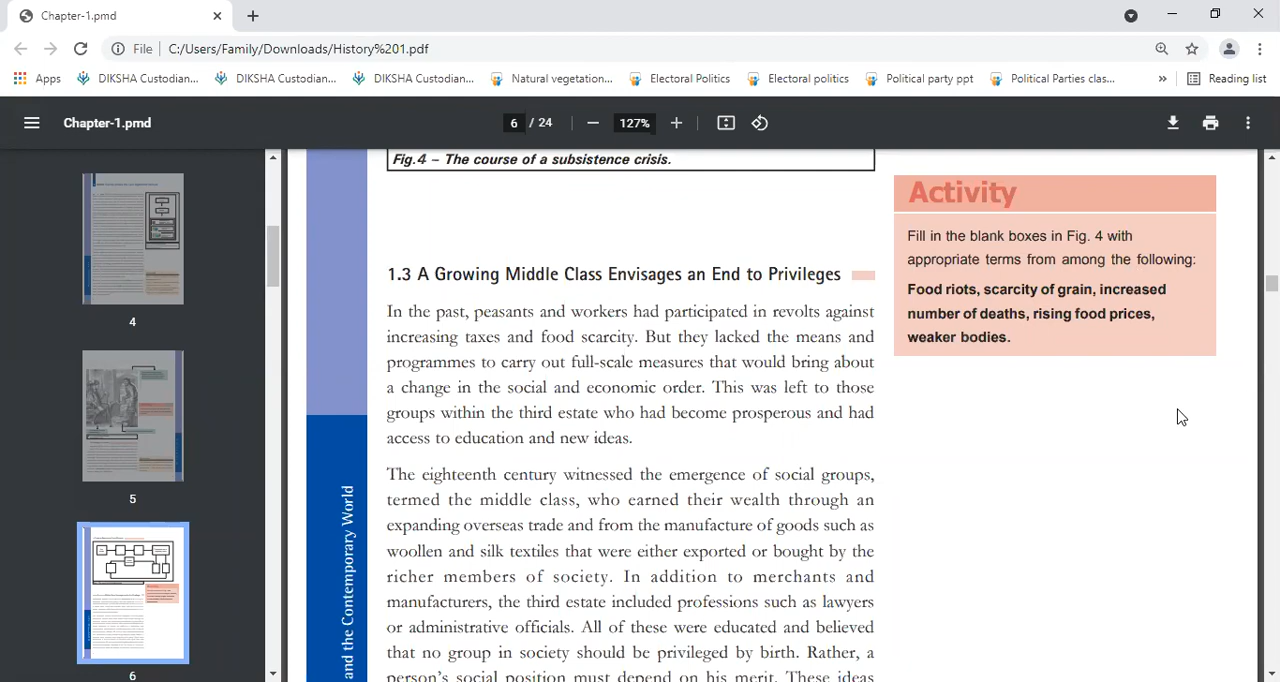 Chapter-1.pmd
File
C:/Users/Family/Downloads/History%201.pdf
Apps
DIKSHA Custodian...
DIKSHA Custodian...
DIKSHA Custodian...
Natural vegetation...
Electoral Politics
Electoral politics
Political party ppt
Political Parties clas...
»
Reading list
Chapter-1.pmd
6 / 24
127%
4
5
6
Fig.4 – The course of a subsistence crisis.
Activity
Fill in the blank boxes in Fig. 4 with
appropriate terms from among the following:
Food riots, scarcity of grain, increased
number of deaths, rising food prices,
weaker bodies.
1.3 A Growing Middle Class Envisages an End to Privileges
In the past, peasants and workers had participated in revolts against
increasing taxes and food scarcity. But they lacked the means and
programmes to carry out full-scale measures that would bring about
a change in the social and economic order. This was left to those
groups within the third estate who had become prosperous and had
access to education and new ideas.
The eighteenth century witnessed the emergence of social groups,
termed the middle class, who earned their wealth through an
expanding overseas trade and from the manufacture of goods such as
woollen and silk textiles that were either exported or bought by the
richer members of society. In addition to merchants and
manufacturers, the third estate included professions such as lawyers
or administrative officials. All of these were educated and believed
that no group in society should be privileged by birth. Rather, a
person's social position must depend on his merit. These ideas
and the Contemporary World